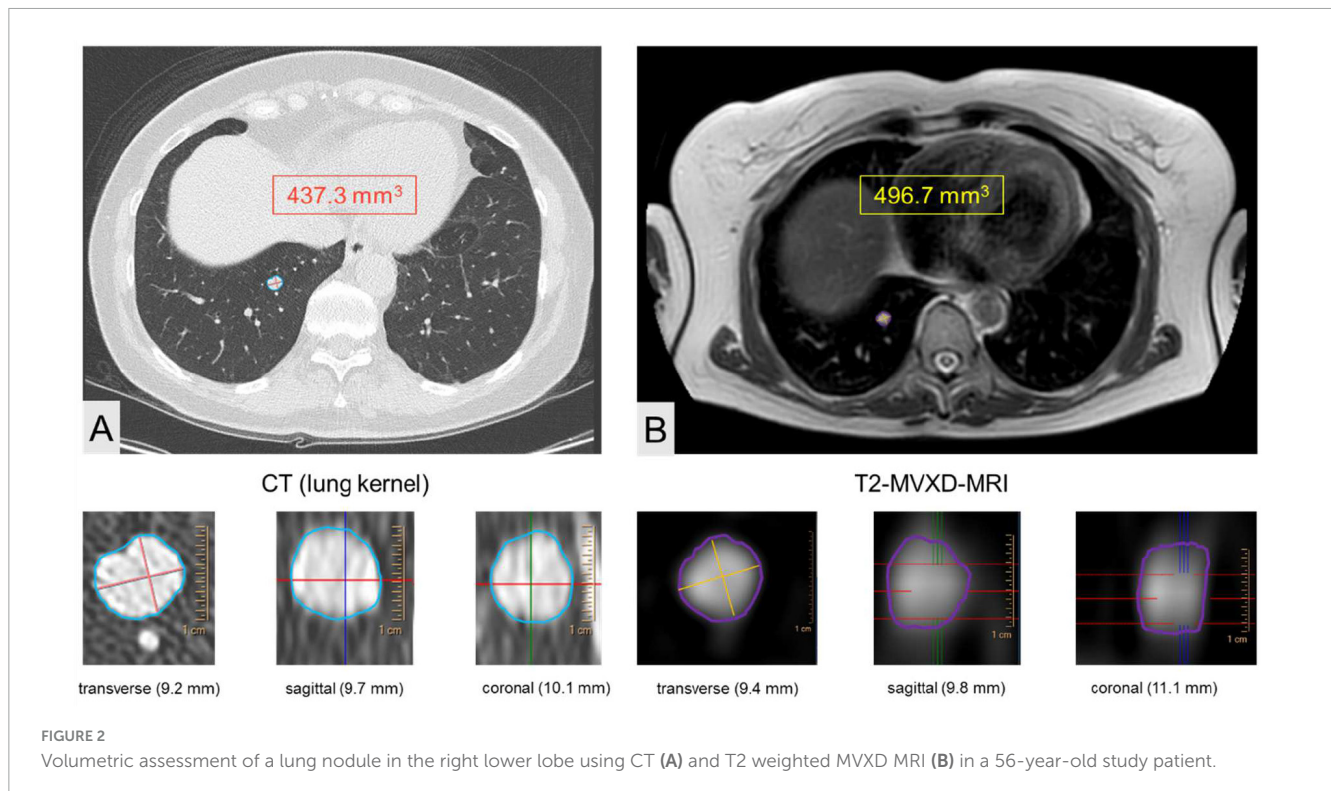 437.3 mm³
496.7 mm³
A
B
CT (lung kernel)
T2-MVXD-MRI
1 cm
1 cm
1 cm
1 cm
1 cm
1 cm
transverse (9.2 mm)
sagittal (9.7 mm)
coronal (10.1 mm)
transverse (9.4 mm)
sagittal (9.8 mm)
coronal (11.1 mm)
FIGURE 2
Volumetric assessment of a lung nodule in the right lower lobe using CT (A) and T2 weighted MVXD MRI (B) in a 56-year-old study patient.